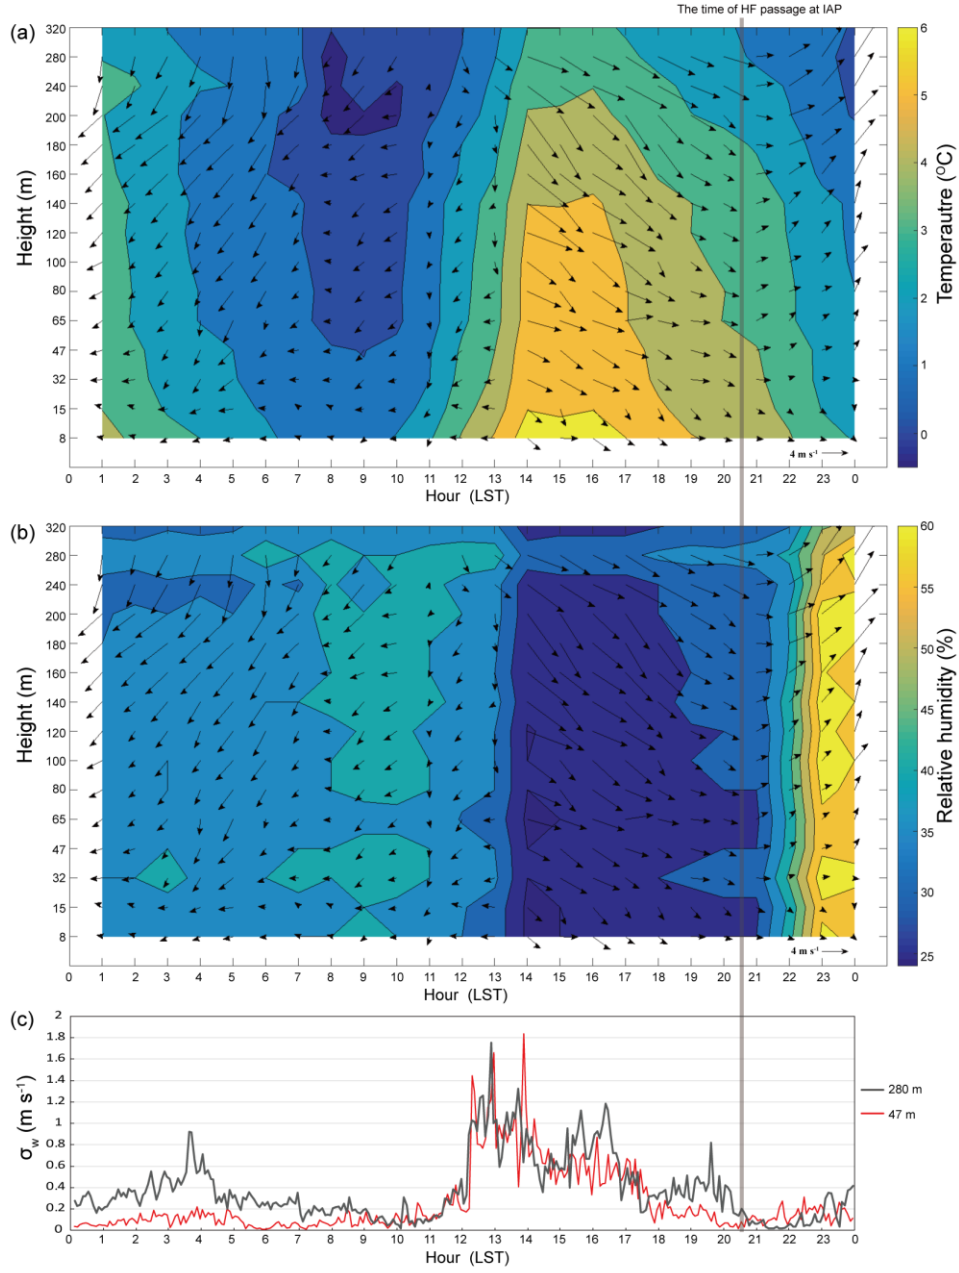 The time of HF passage at IAP
(a)
320
280
240
200
180
160
140
120
100
80
65
47
32
15
8
Height (m)
0 1 2 3 4 5 6 7 8 9 10 11 12 13 14 15 16 17 18 19 20 21 22 23 0
Hour (LST)
4 m s⁻¹
6
5
4
3
2
1
0
Temperautre (°C)
(b)
320
280
240
200
180
160
140
120
100
80
65
47
32
15
8
Height (m)
0 1 2 3 4 5 6 7 8 9 10 11 12 13 14 15 16 17 18 19 20 21 22 23 0
Hour (LST)
4 m s⁻¹
60
55
50
45
40
35
30
25
Relative humidity (%)
(c)
2
1.8
1.6
1.4
1.2
1
0.8
0.6
0.4
0.2
0
σw (m s⁻¹)
0 1 2 3 4 5 6 7 8 9 10 11 12 13 14 15 16 17 18 19 20 21 22 23 0
Hour (LST)
280 m
47 m